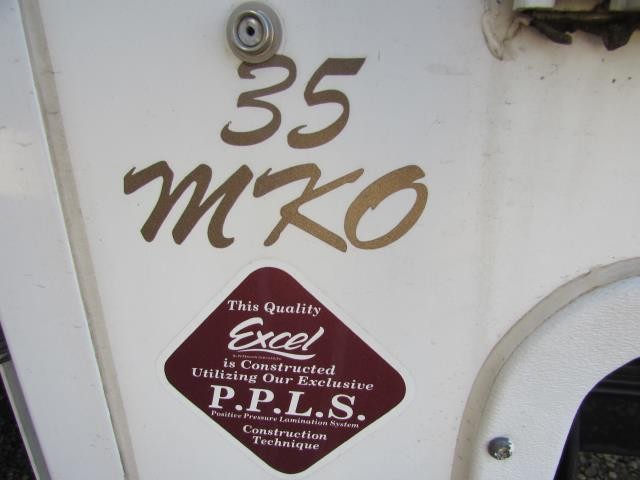 35
MKO
This Quality
Excel
is Constructed
Utilizing Our Exclusive
P.P.L.S.
Positive Pressure Lamination System
Construction
Technique